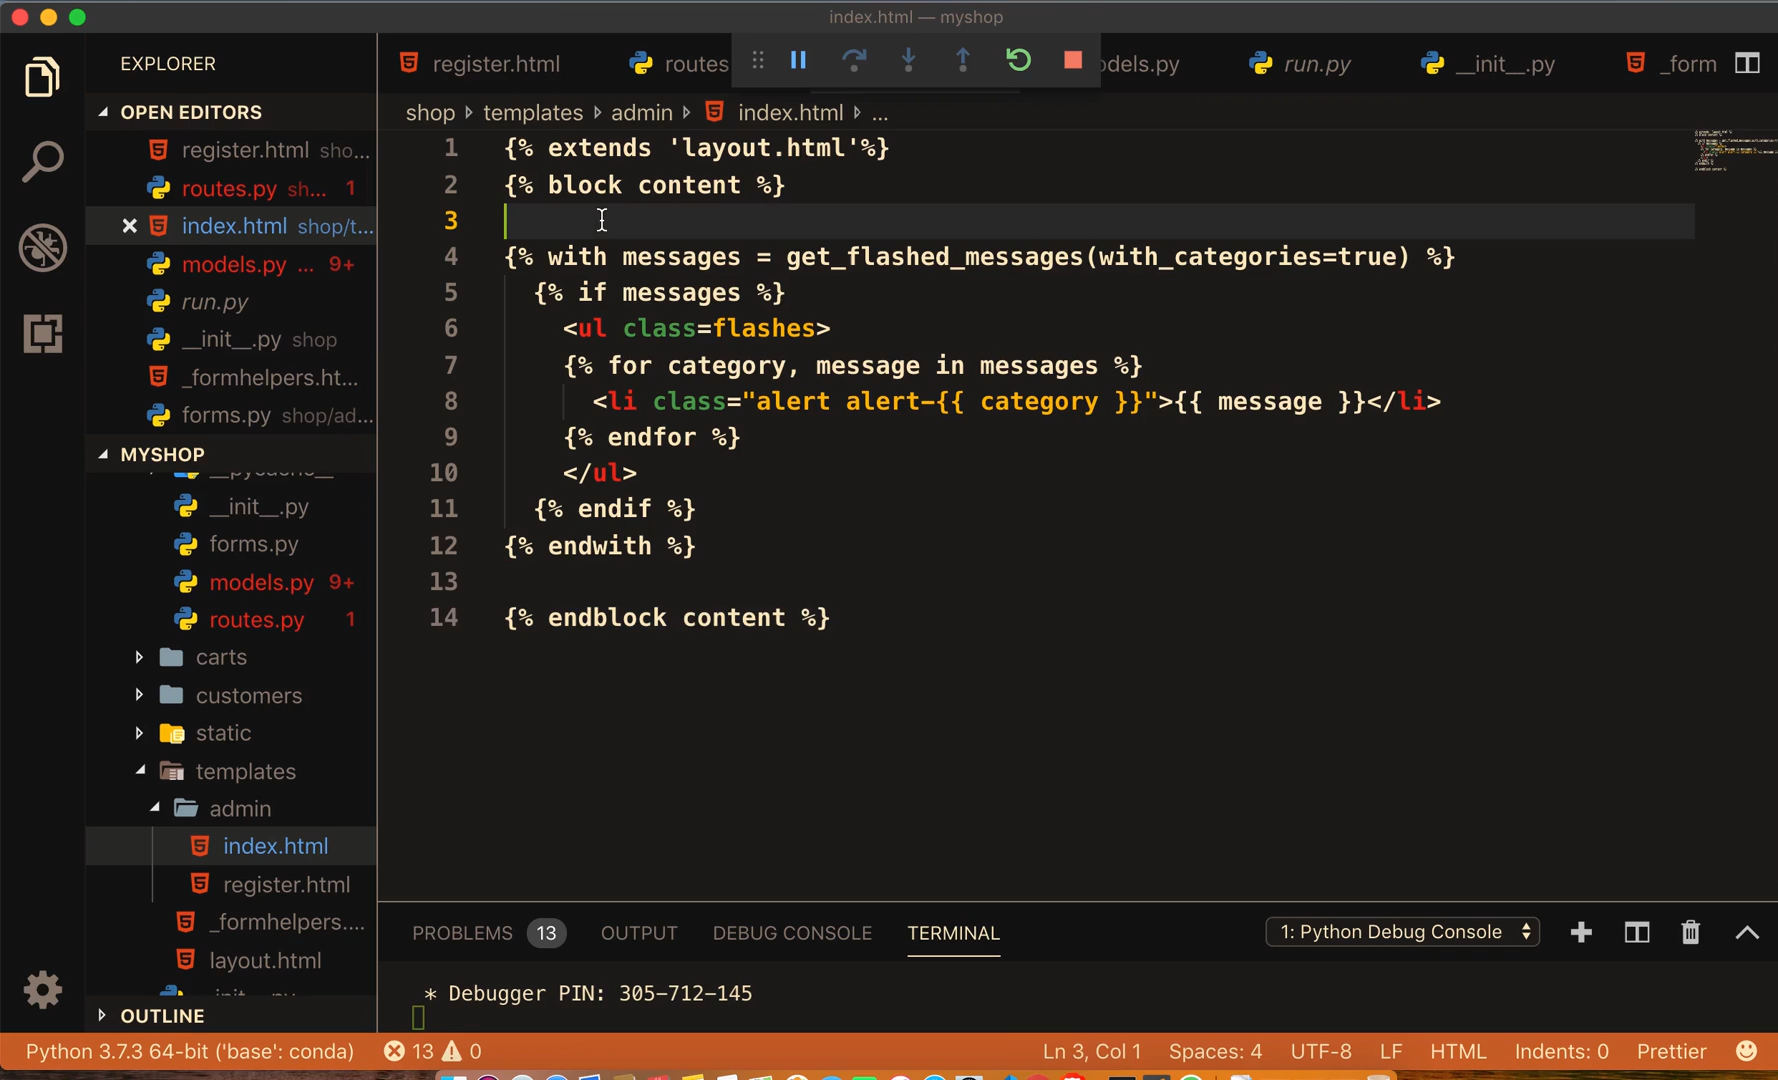 index.html — myshop
EXPLORER
OPEN EDITORS
register.html sho...
routes.py sh... 1
index.html shop/t...
models.py ... 9+
run.py
__init__.py shop
_formhelpers.ht...
forms.py shop/ad...
MYSHOP
__pycache__
__init__.py
forms.py
models.py 9+
routes.py 1
carts
customers
static
templates
admin
index.html
register.html
_formhelpers....
layout.html
__init__.py
OUTLINE
register.html
routes
odels.py
run.py
__init__.py
_form
shop templates admin index.html ...
1 {% extends 'layout.html'%}
2 {% block content %}
3
4 {% with messages = get_flashed_messages(with_categories=true) %}
5 {% if messages %}
6 <ul class=flashes>
7 {% for category, message in messages %}
8 <li class="alert alert-{{ category }}">{{ message }}</li>
9 {% endfor %}
10 </ul>
11 {% endif %}
12 {% endwith %}
13
14 {% endblock content %}
PROBLEMS 13 OUTPUT DEBUG CONSOLE TERMINAL 1: Python Debug Console
* Debugger PIN: 305-712-145
Python 3.7.3 64-bit ('base': conda) 13 0 Ln 3, Col 1 Spaces: 4 UTF-8 LF HTML Indents: 0 Prettier